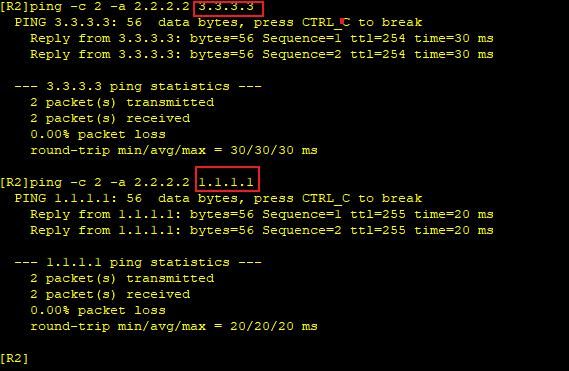 [R2]ping -c 2 -a 2.2.2.2 3.3.3.3
PING 3.3.3.3: 56  data bytes, press CTRL_C to break
Reply from 3.3.3.3: bytes=56 Sequence=1 ttl=254 time=30 ms
Reply from 3.3.3.3: bytes=56 Sequence=2 ttl=254 time=30 ms
--- 3.3.3.3 ping statistics ---
2 packet(s) transmitted
2 packet(s) received
0.00% packet loss
round-trip min/avg/max = 30/30/30 ms
[R2]ping -c 2 -a 2.2.2.2 1.1.1.1
PING 1.1.1.1: 56  data bytes, press CTRL_C to break
Reply from 1.1.1.1: bytes=56 Sequence=1 ttl=255 time=20 ms
Reply from 1.1.1.1: bytes=56 Sequence=2 ttl=255 time=20 ms
--- 1.1.1.1 ping statistics ---
2 packet(s) transmitted
2 packet(s) received
0.00% packet loss
round-trip min/avg/max = 20/20/20 ms
[R2]